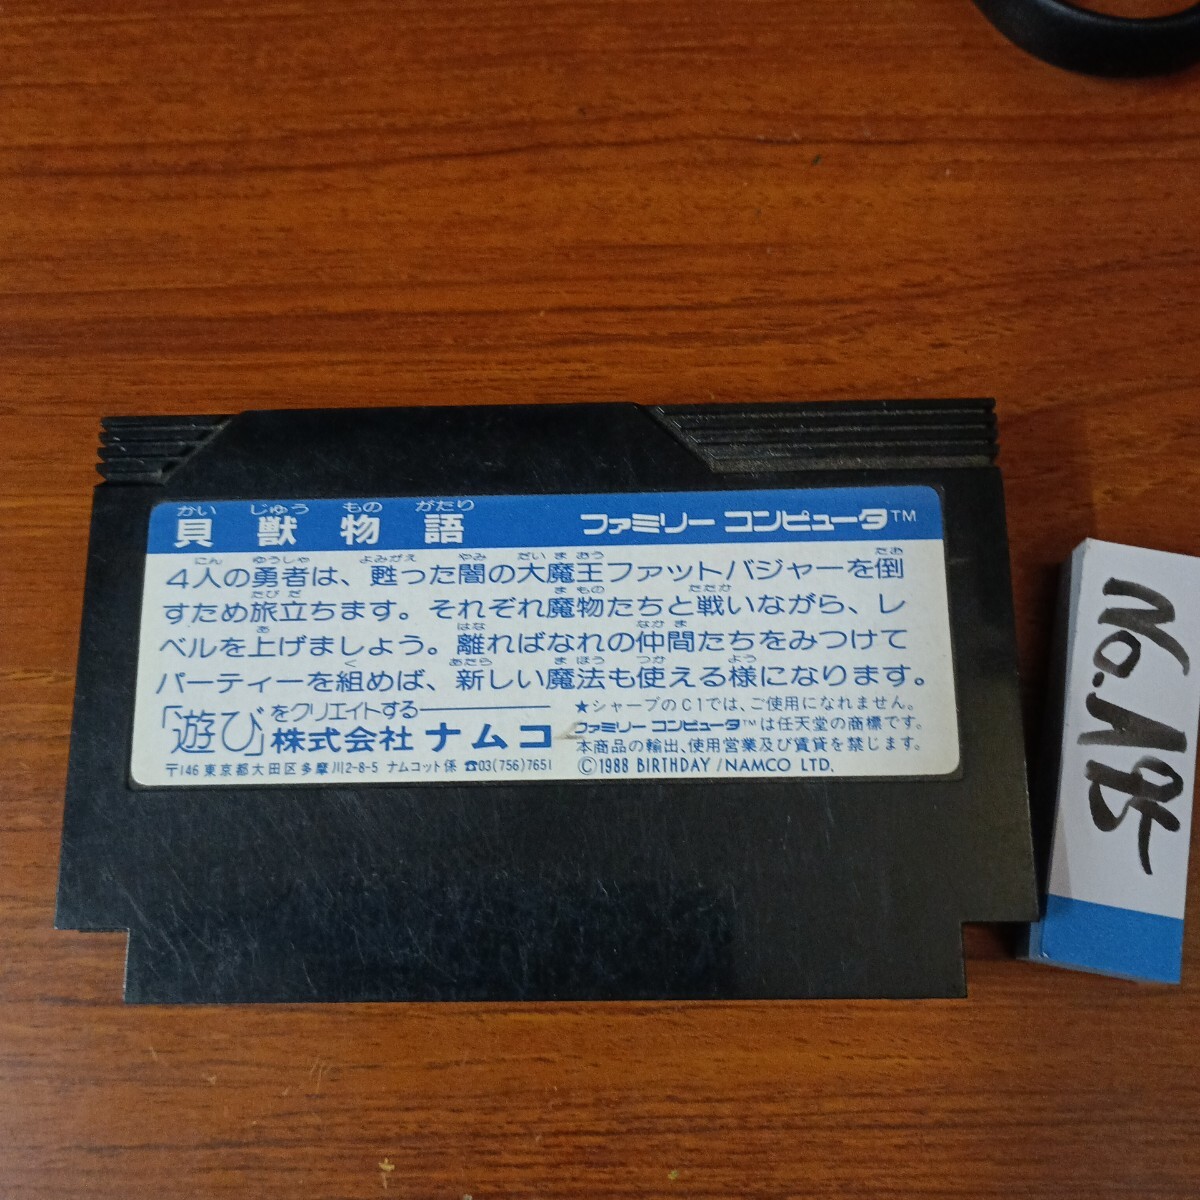 かい じゅう もの がたり
貝獣物語 ファミリー コンピュータ™
にん ゆうしゃ よみがえ やみ だい ま おう たお
4人の勇者は、甦った闇の大魔王ファットバジャーを倒
たび だ ま もの たたか
すため旅立ちます。それぞれ魔物たちと戦いながら、レ
あ はな なか ま
ベルを上げましょう。離ればなれの仲間たちをみつけて
く あたら ま ほう つか よう
パーティーを組めば、新しい魔法も使える様になります。
「遊び」をクリエイトする
株式会社 ナムコ
〒146 東京都大田区多摩川2-8-5 ナムコット係 ☎03(756)7651
★シャープのC1では、ご使用になれません。
ファミリー コンピュータ™は任天堂の商標です。
本商品の輸出、使用営業及び賃貸を禁じます。
©1988 BIRTHDAY/NAMCO LTD.
No.185